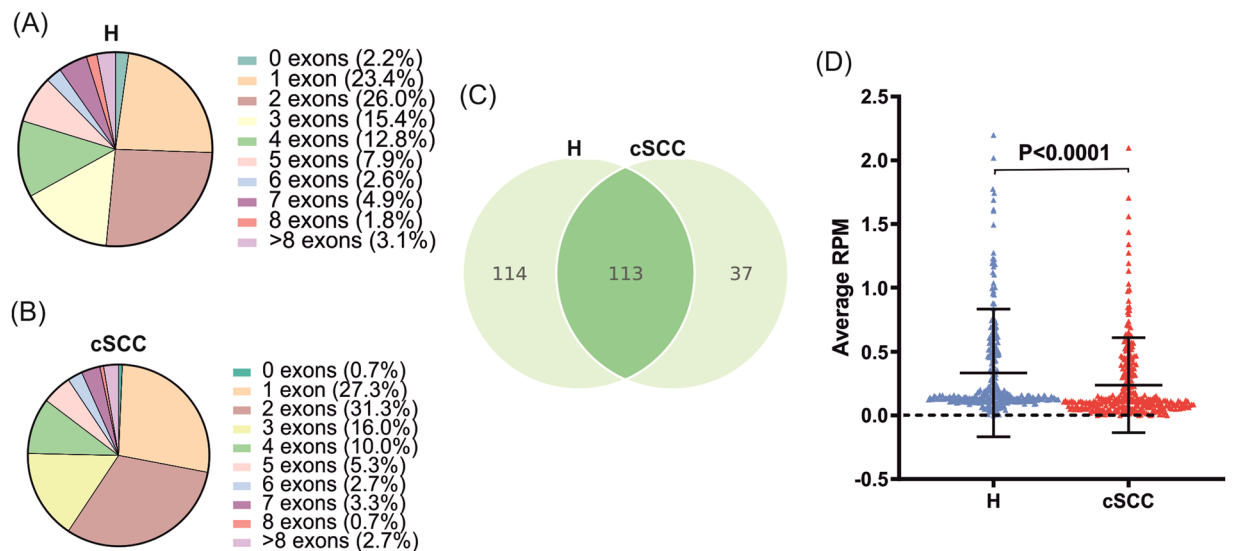 (A)
H
0 exons (2.2%)
1 exon (23.4%)
2 exons (26.0%)
3 exons (15.4%)
4 exons (12.8%)
5 exons (7.9%)
6 exons (2.6%)
7 exons (4.9%)
8 exons (1.8%)
>8 exons (3.1%)
(B)
cSCC
0 exons (0.7%)
1 exon (27.3%)
2 exons (31.3%)
3 exons (16.0%)
4 exons (10.0%)
5 exons (5.3%)
6 exons (2.7%)
7 exons (3.3%)
8 exons (0.7%)
>8 exons (2.7%)
(C)
H cSCC
114 113 37
(D)
Average RPM
2.5
2.0
1.5
1.0
0.5
0.0
-0.5
P<0.0001
H cSCC